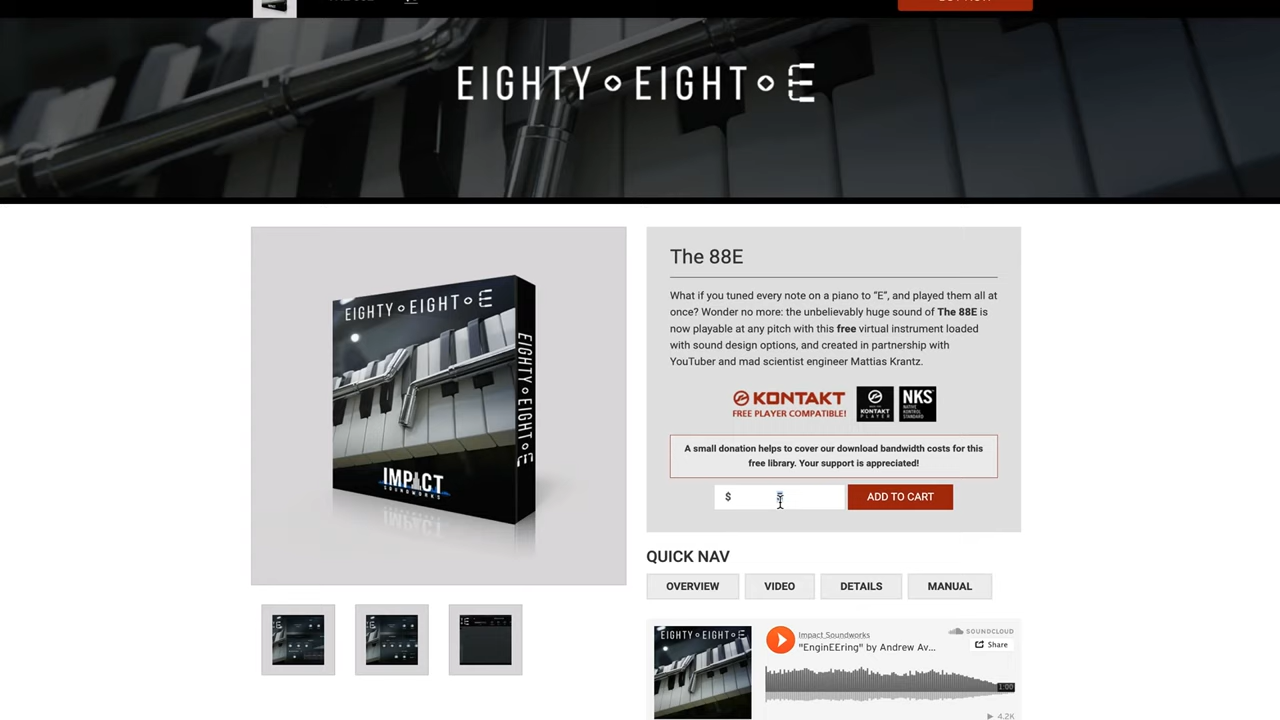 EIGHTY EIGHT E
The 88E
What if you tuned every note on a piano to "E", and played them all at
once? Wonder no more: the unbelievably huge sound of The 88E is
now playable at any pitch with this free virtual instrument loaded
with sound design options, and created in partnership with
YouTuber and mad scientist engineer Mattias Krantz.
EIGHTY EIGHT E
EIGHTY EIGHT E
IMPACT
SOUNDWORKS
KONTAKT
FREE PLAYER COMPATIBLE!
KONTAKT
PLAYER
NKS
NATIVE
KONTROL
STANDARD
A small donation helps to cover our download bandwidth costs for this
free library. Your support is appreciated!
$
ADD TO CART
QUICK NAV
OVERVIEW
VIDEO
DETAILS
MANUAL
EIGHTY EIGHT E
Impact Soundworks
"EnginEEring" by Andrew Av...
SOUNDCLOUD
Share
1:00
4.2K